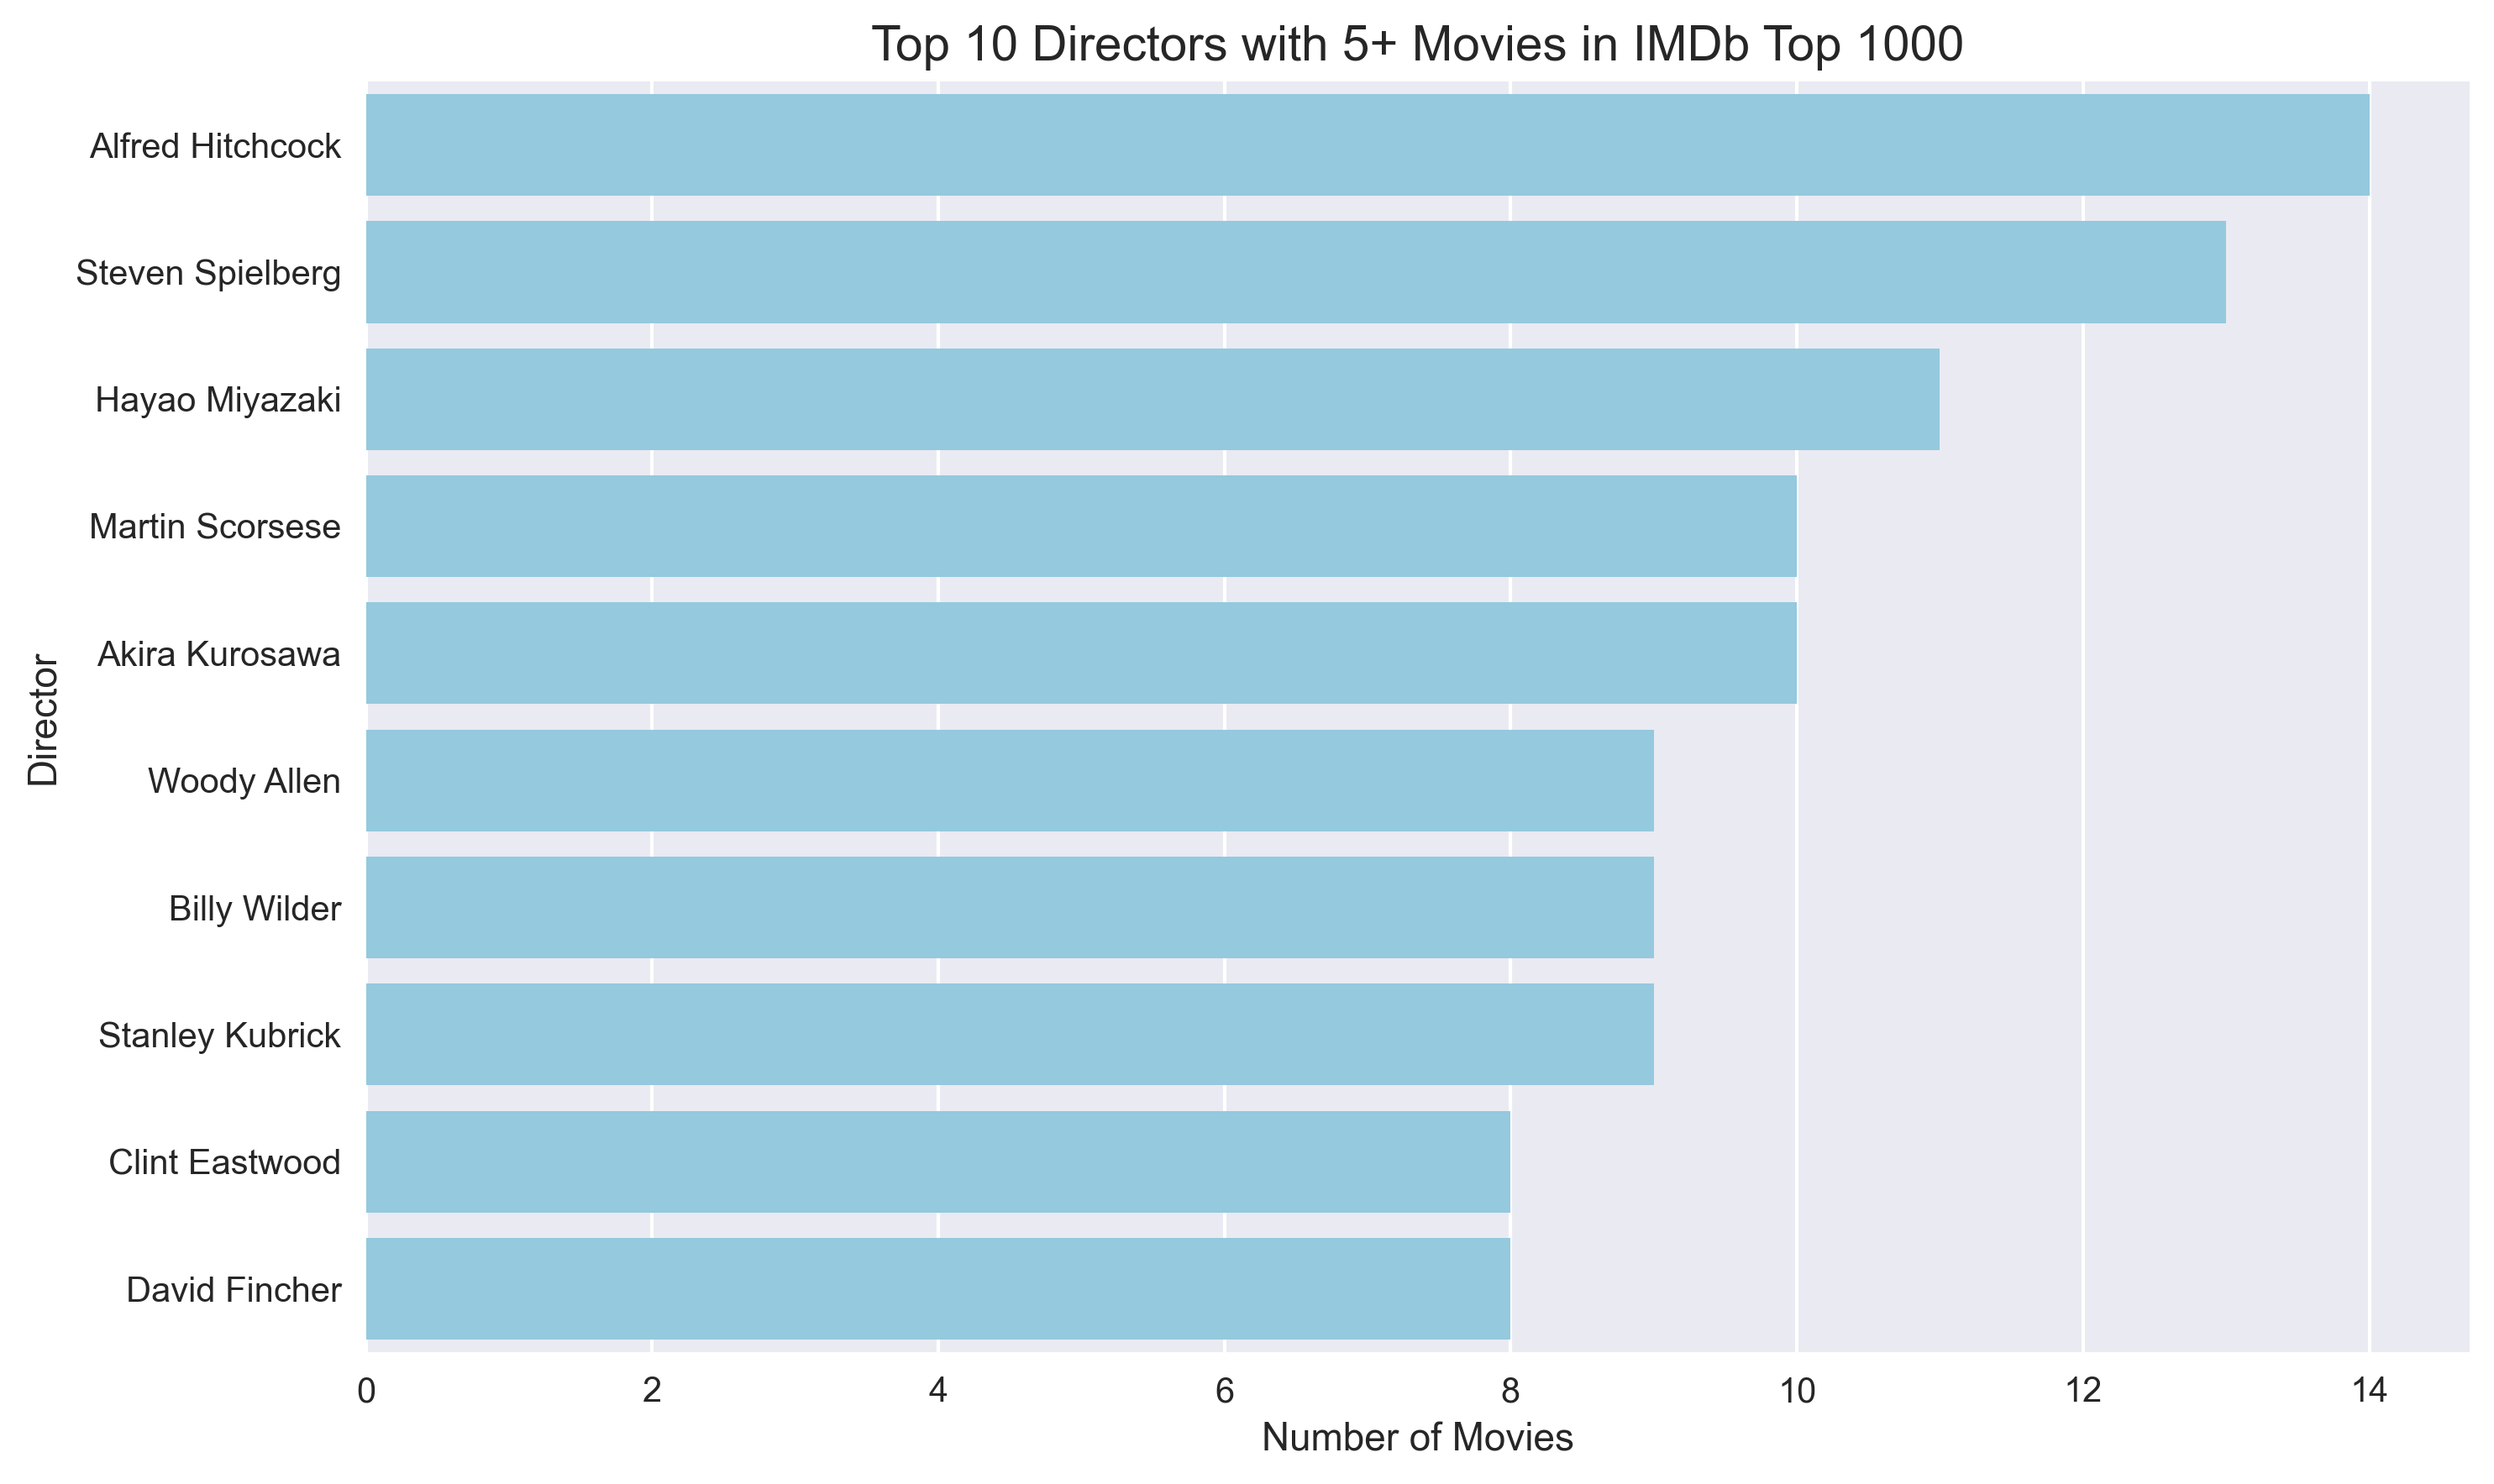 Top 10 Directors with 5+ Movies in IMDb Top 1000
Director
Alfred Hitchcock
Steven Spielberg
Hayao Miyazaki
Martin Scorsese
Akira Kurosawa
Woody Allen
Billy Wilder
Stanley Kubrick
Clint Eastwood
David Fincher
0 2 4 6 8 10 12 14
Number of Movies